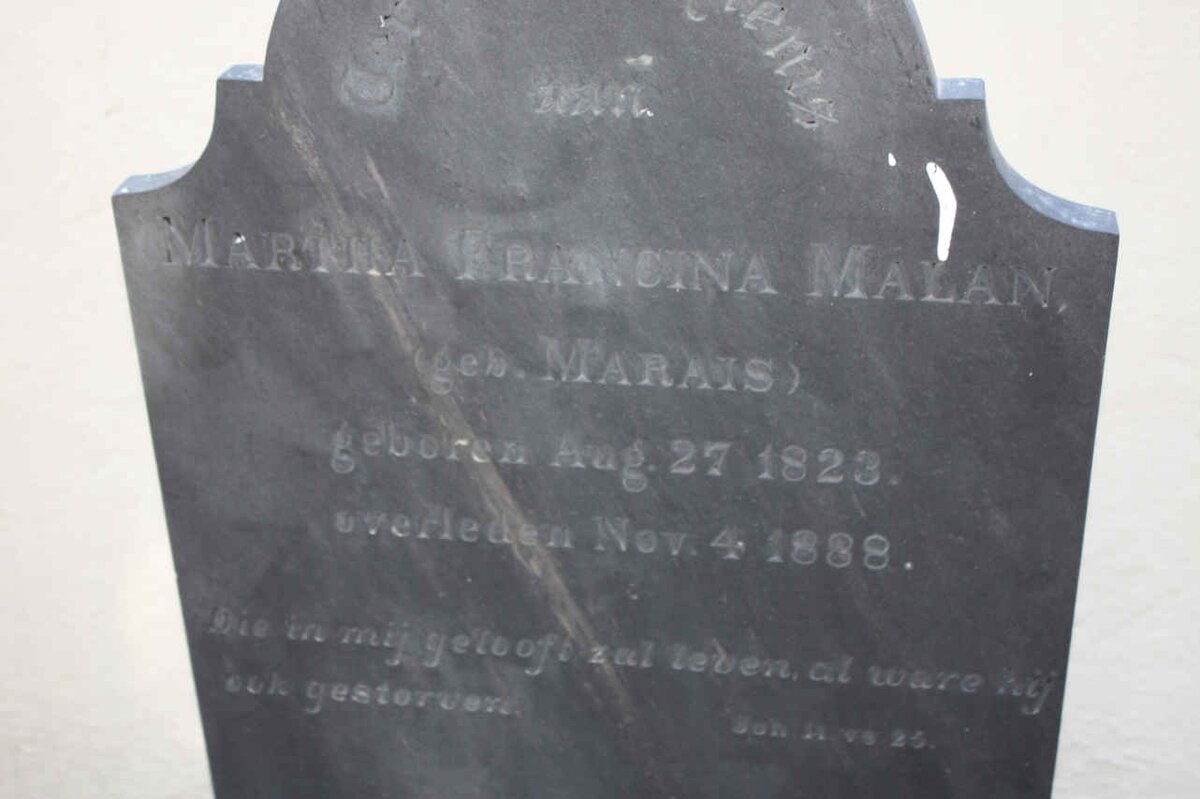 van
MARTHA FRANCINA MALAN,
(geb. MARAIS)
geboren Aug. 27 1823.
overleden Nov. 4 1888.
Die in mij gelooft zal leven, al ware hij
ook gestorven.
Joh 11. vs 25.